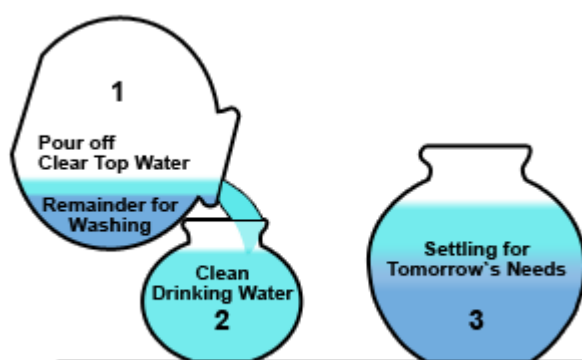 1
Pour off
Clear Top Water
Remainder for
Washing
Clean
Drinking Water
2
Settling for
Tomorrow`s Needs
3